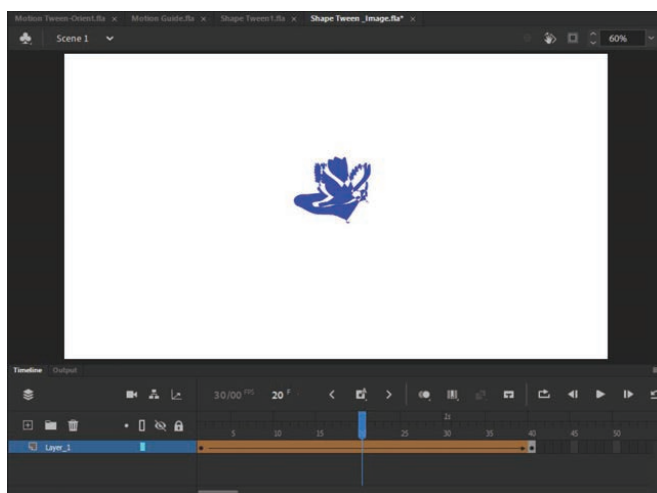 Motion Tween-Orient.fla × Motion Guide.fla × Shape Tween1.fla × Shape Tween _Image.fla* ×
Scene 1 60%
Timeline Output
30/00 FPS 20 F
1s 2s
5 10 15 20 25 30 35 40 45 50
Layer_1